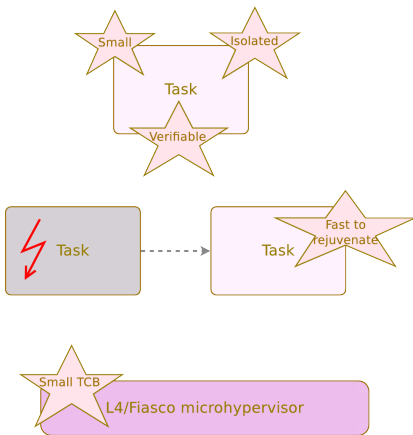 Small
Isolated
Task
Verifiable
Task
Task
Fast to
rejuvenate
Small TCB
L4/Fiasco microhypervisor